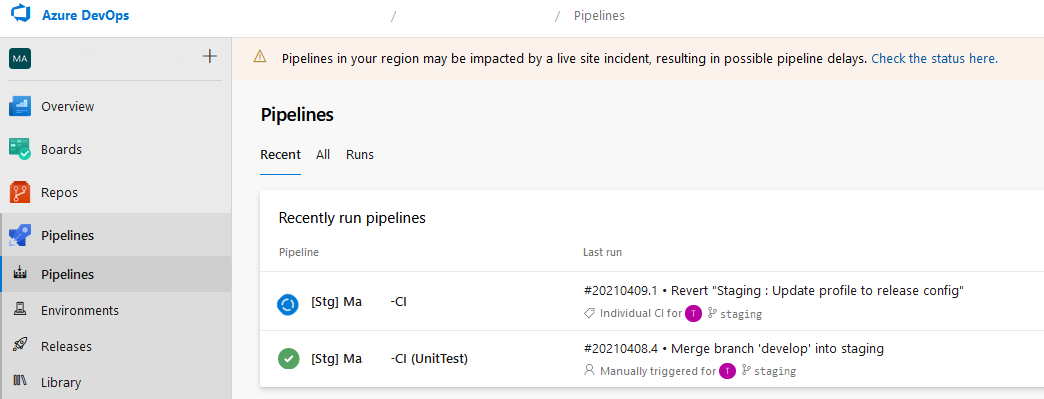 Azure DevOps / / Pipelines
MA +
Pipelines in your region may be impacted by a live site incident, resulting in possible pipeline delays. Check the status here.
Overview
Boards
Repos
Pipelines
Pipelines
Environments
Releases
Library
Pipelines
Recent All Runs
Recently run pipelines
Pipeline Last run
[Stg] Ma -CI
#20210409.1 • Revert "Staging : Update profile to release config"
Individual CI for T staging
[Stg] Ma -CI (UnitTest)
#20210408.4 • Merge branch 'develop' into staging
Manually triggered for T staging